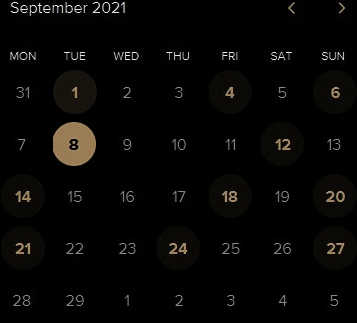 September 2021
MON TUE WED THU FRI SAT SUN
31 1 2 3 4 5 6
7 8 9 10 11 12 13
14 15 16 17 18 19 20
21 22 23 24 25 26 27
28 29 1 2 3 4 5